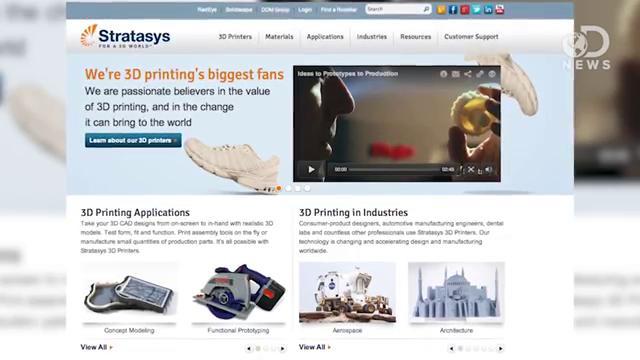 RedEye Solidscape DDM Group Login Find a Reseller Search
Stratasys
FOR A 3D WORLD
3D Printers Materials Applications Industries Resources Customer Support
D
NEWS
We're 3D printing's biggest fans
We are passionate believers in the value
of 3D printing, and in the change
it can bring to the world
Learn about our 3D printers
Ideas to Prototypes to Production
00:00
02:43
3D Printing Applications
Take your 3D CAD designs from on-screen to in-hand with realistic 3D
models. Test form, fit and function. Print assembly tools on the fly or
manufacture small quantities of production parts. It's all possible with
Stratasys 3D Printers.
Concept Modeling
Functional Prototyping
View All
3D Printing in Industries
Consumer-product designers, automotive manufacturing engineers, dental
labs and countless other professionals use Stratasys 3D Printers. Our
technology is changing and accelerating design and manufacturing
worldwide.
Aerospace
Architecture
View All